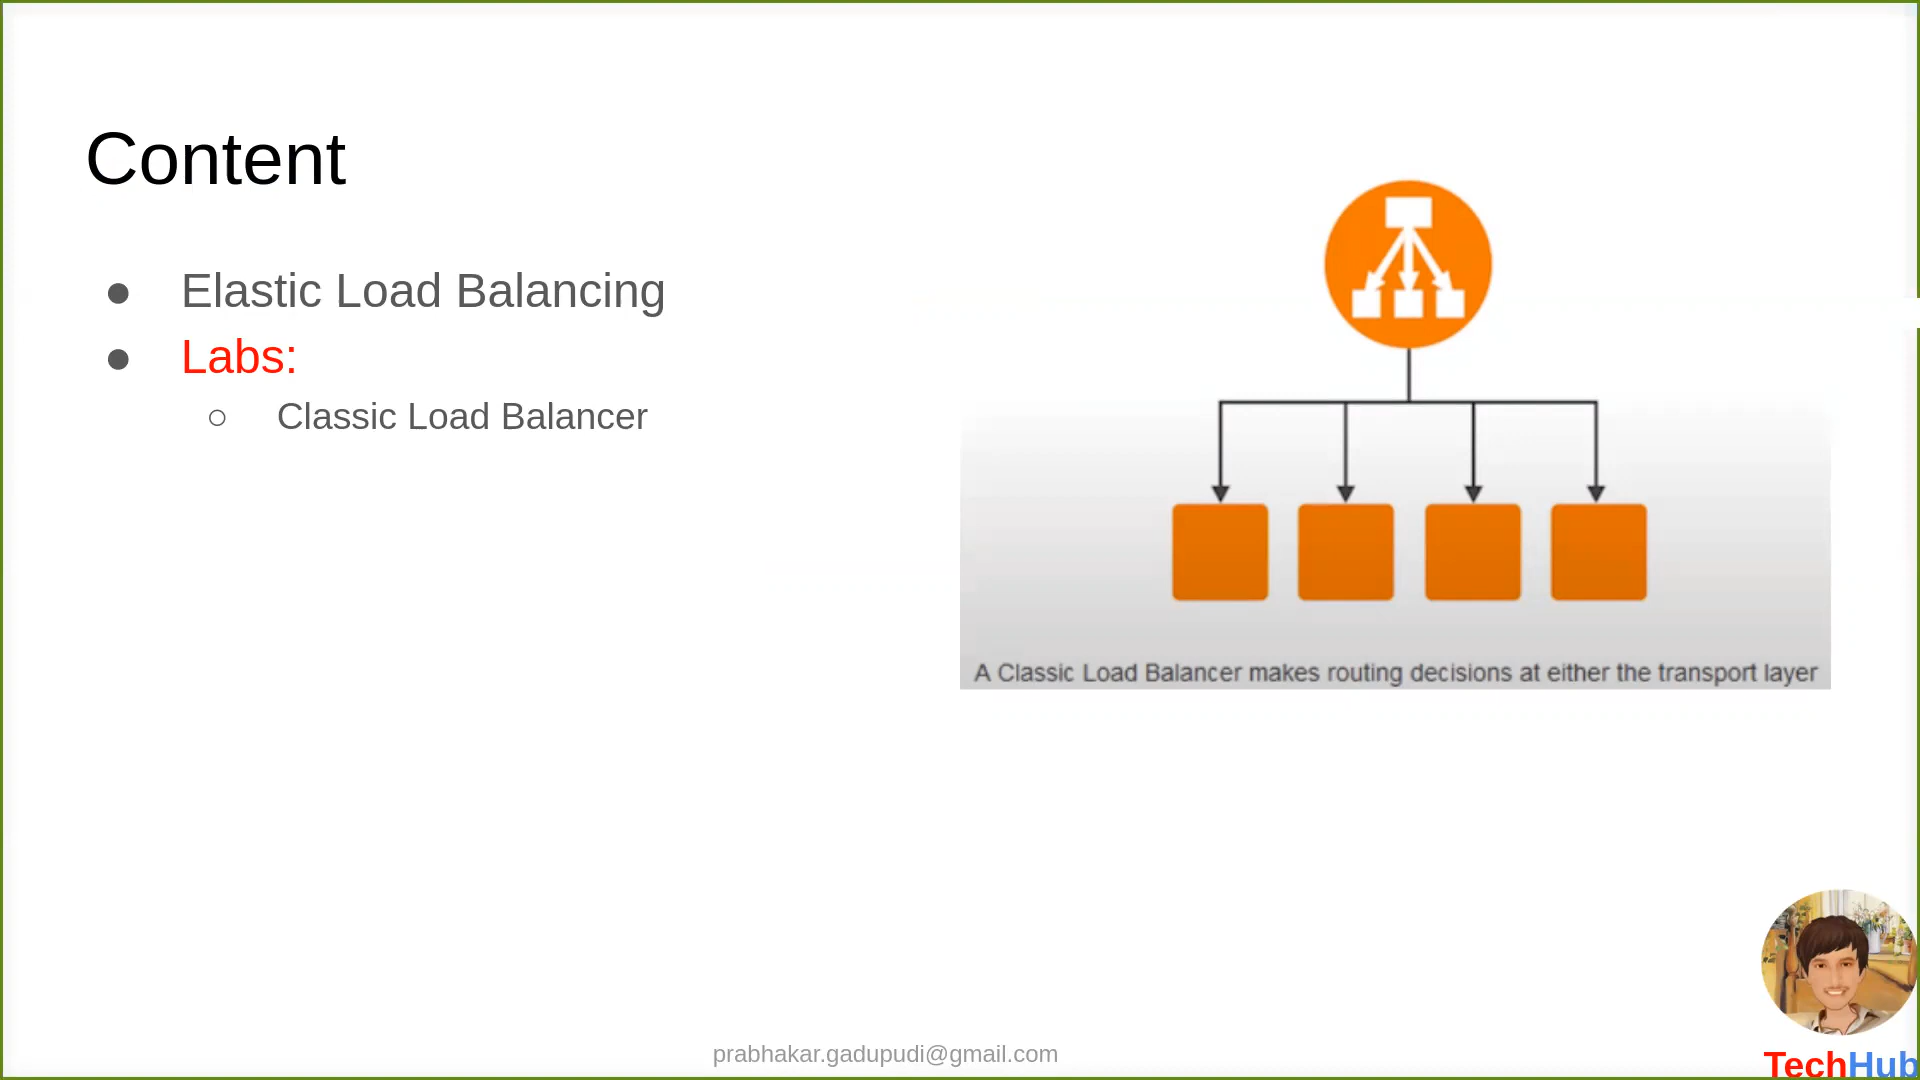 Content
● Elastic Load Balancing
● Labs:
○ Classic Load Balancer
A Classic Load Balancer makes routing decisions at either the transport layer
prabhakar.gadupudi@gmail.com
TechHub